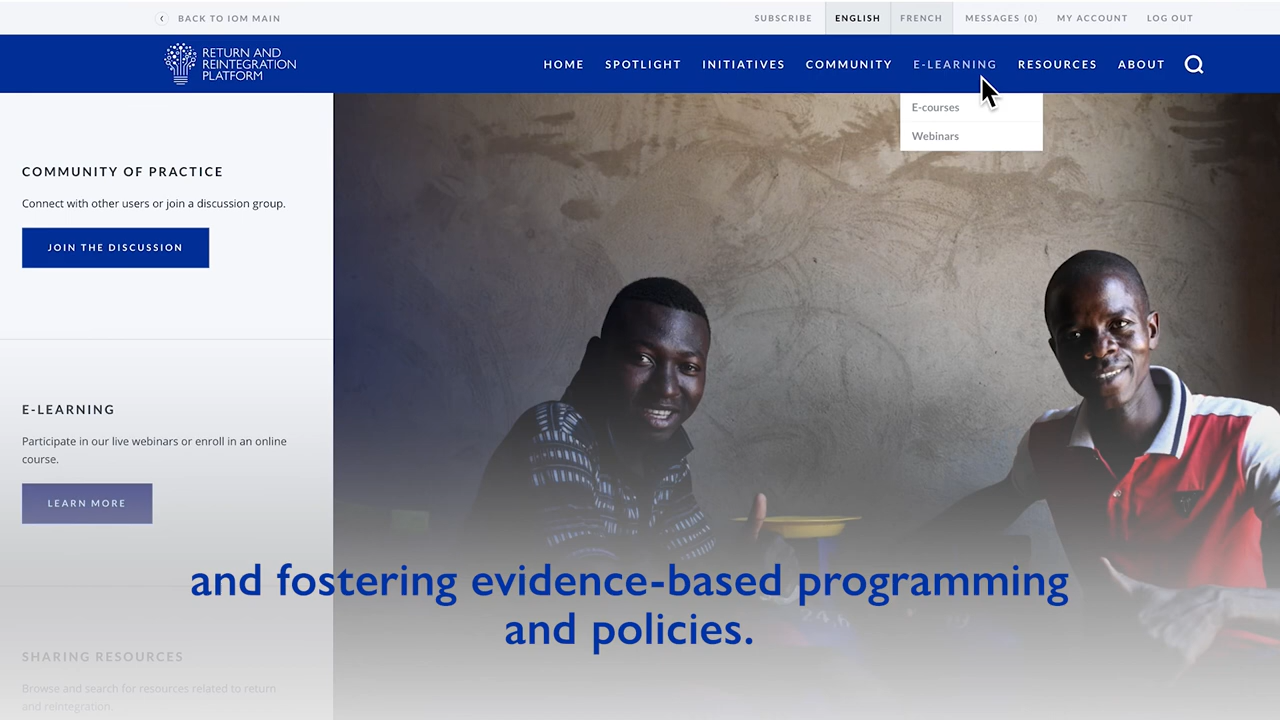 BACK TO IOM MAIN
SUBSCRIBE
ENGLISH
FRENCH
MESSAGES (0)
MY ACCOUNT
LOG OUT
RETURN AND
REINTEGRATION
PLATFORM
HOME
SPOTLIGHT
INITIATIVES
COMMUNITY
E-LEARNING
RESOURCES
ABOUT
E-courses
Webinars
COMMUNITY OF PRACTICE
Connect with other users or join a discussion group.
JOIN THE DISCUSSION
E-LEARNING
Participate in our live webinars or enroll in an online
course.
LEARN MORE
and fostering evidence-based programming
and policies.
SHARING RESOURCES
Browse and search for resources related to return
and reintegration.